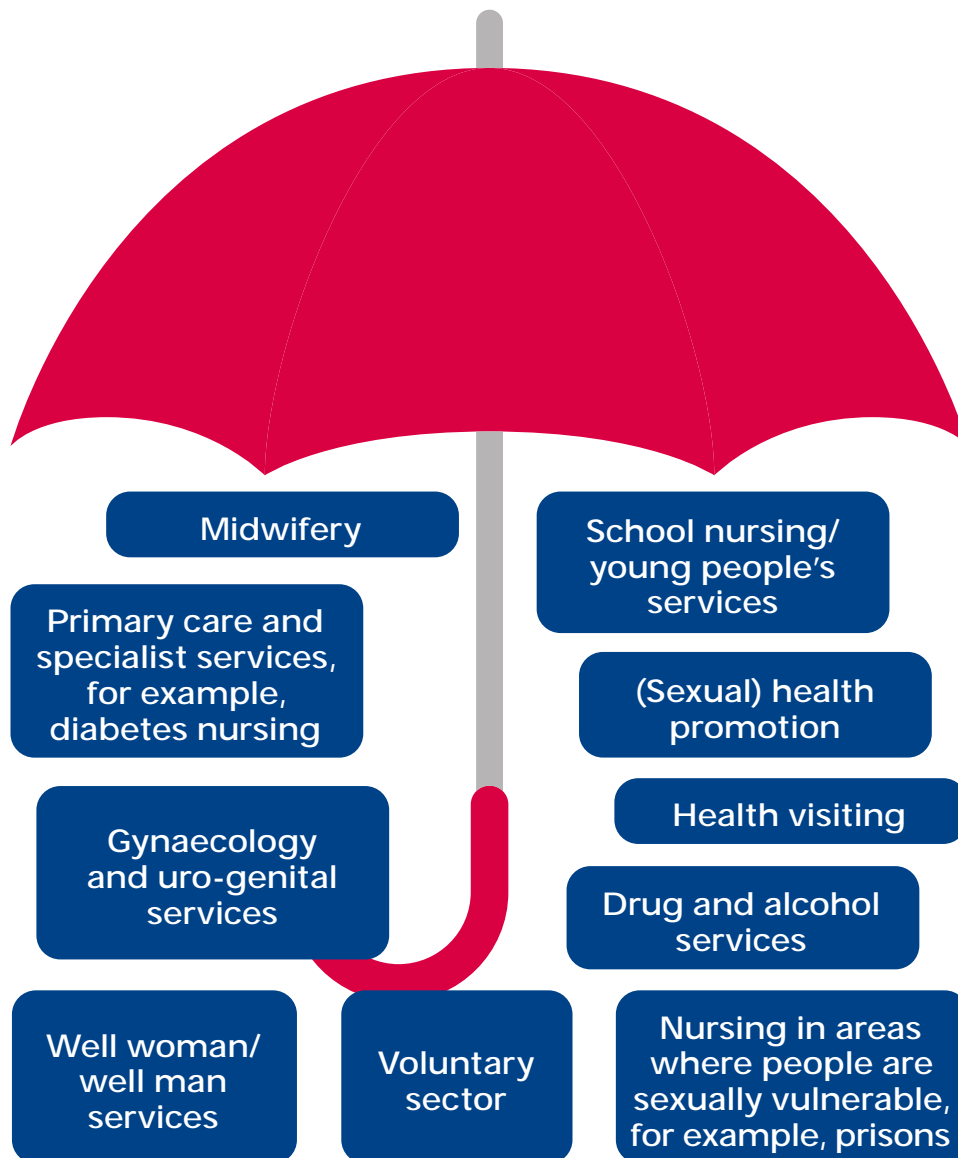 Midwifery
School nursing/
young people's
services
Primary care and
specialist services,
for example,
diabetes nursing
(Sexual) health
promotion
Health visiting
Gynaecology
and uro-genital
services
Drug and alcohol
services
Well woman/
well man
services
Voluntary
sector
Nursing in areas
where people are
sexually vulnerable,
for example, prisons